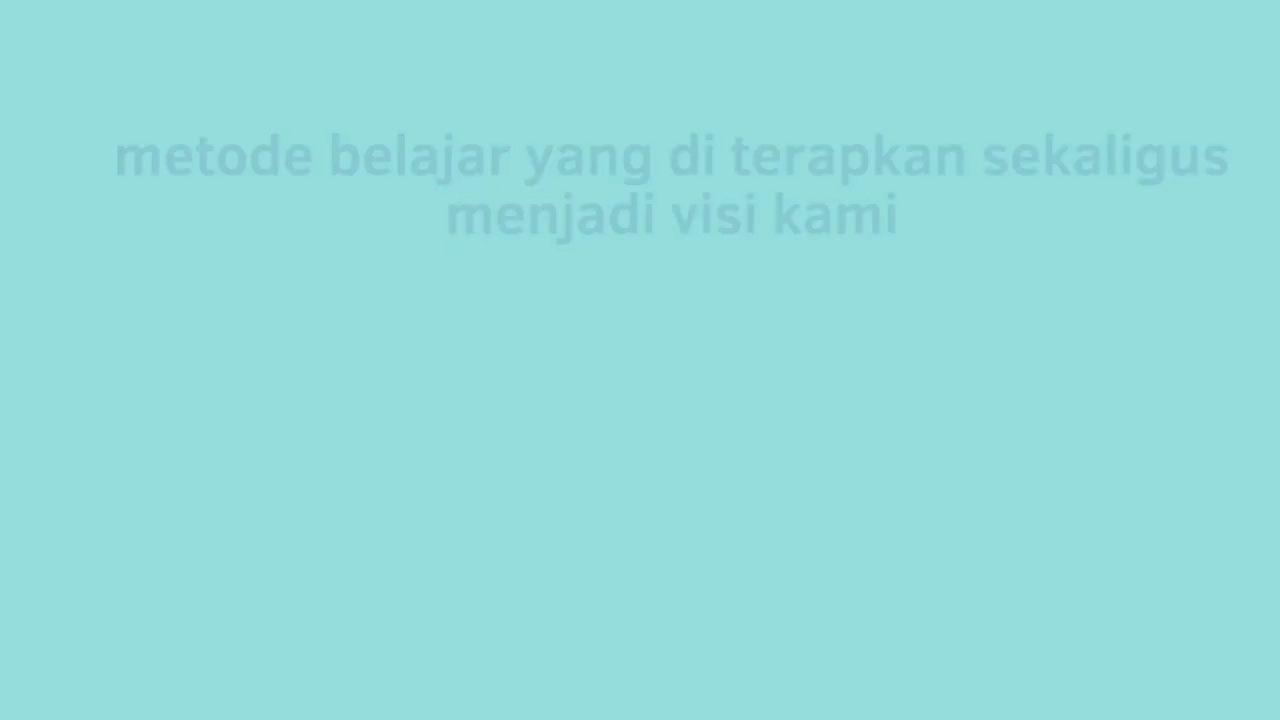 metode belajar yang di terapkan sekaligus
menjadi visi kami